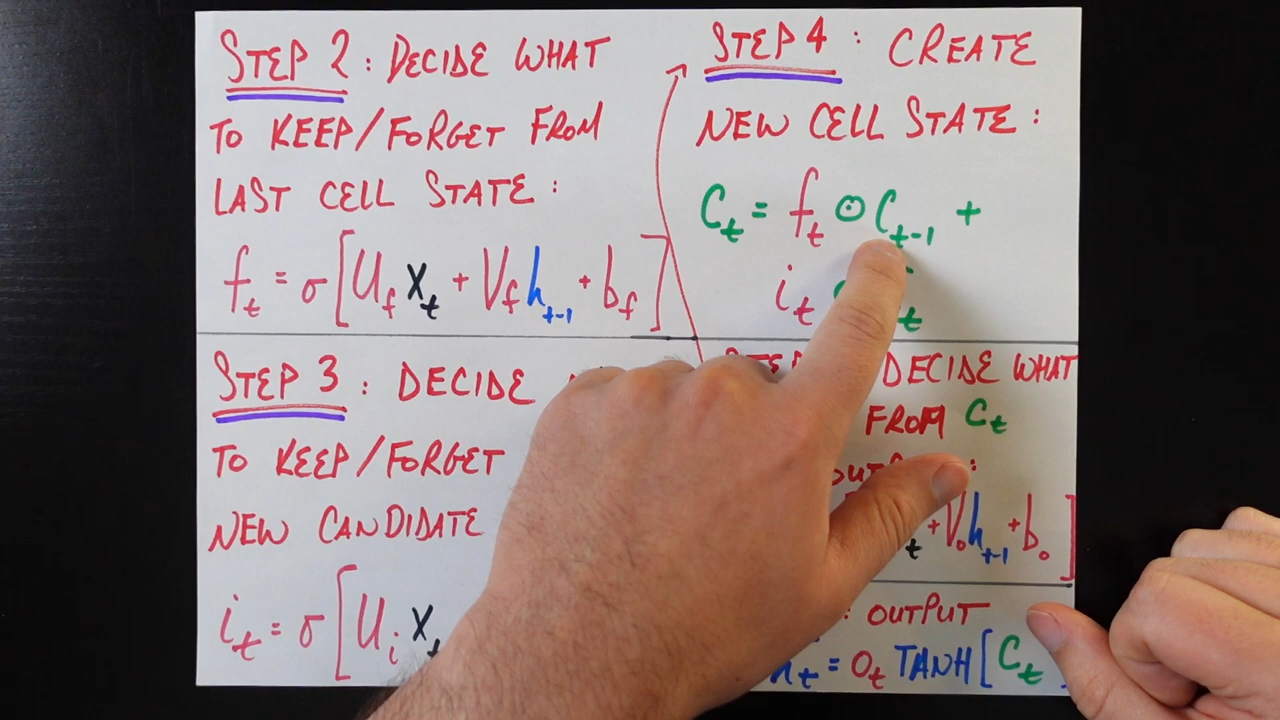 STEP 2 : DECIDE WHAT
TO KEEP/FORGET FROM
LAST CELL STATE :
f_t = σ [ U_f x_t + V_f h_t-1 + b_f ]
STEP 3 : DECIDE
TO KEEP/FORGET
NEW CANDIDATE
i_t = σ [ U_i x_t
STEP 4 : CREATE
NEW CELL STATE :
C_t = f_t ⊙ C_t-1 +
i_t
DECIDE WHAT
FROM C_t
+ V_o h_t-1 + b_o ]
: OUTPUT
h_t = O_t TANH [ C_t